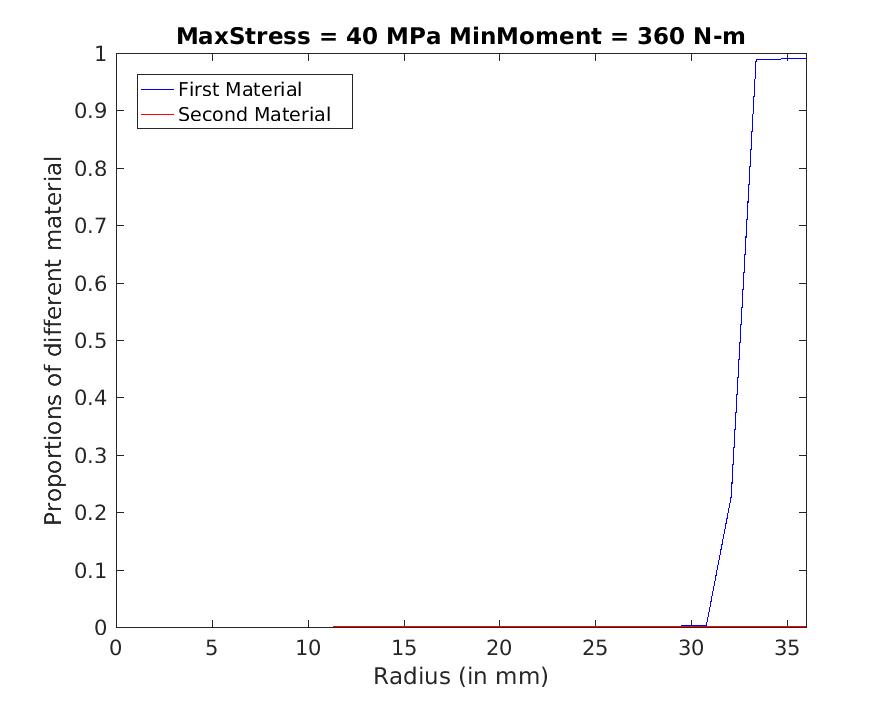 MaxStress = 40 MPa MinMoment = 360 N-m
First Material
Second Material
Proportions of different material
1
0.9
0.8
0.7
0.6
0.5
0.4
0.3
0.2
0.1
0
0 5 10 15 20 25 30 35
Radius (in mm)